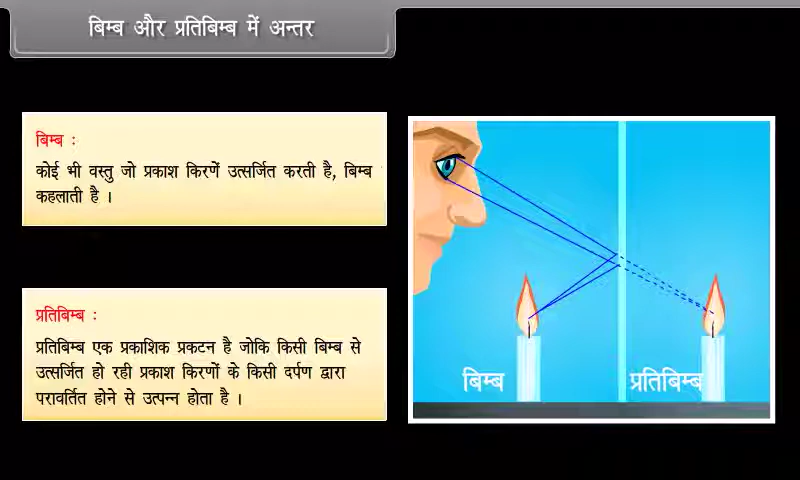 बिम्ब और प्रतिबिम्ब में अन्तर
बिम्ब :
कोई भी वस्तु जो प्रकाश किरणें उत्सर्जित करती है, बिम्ब
कहलाती है ।
प्रतिबिम्ब :
प्रतिबिम्ब एक प्रकाशिक प्रकटन है जोकि किसी बिम्ब से
उत्सर्जित हो रही प्रकाश किरणों के किसी दर्पण द्वारा
परावर्तित होने से उत्पन्न होता है ।
बिम्ब
प्रतिबिम्ब